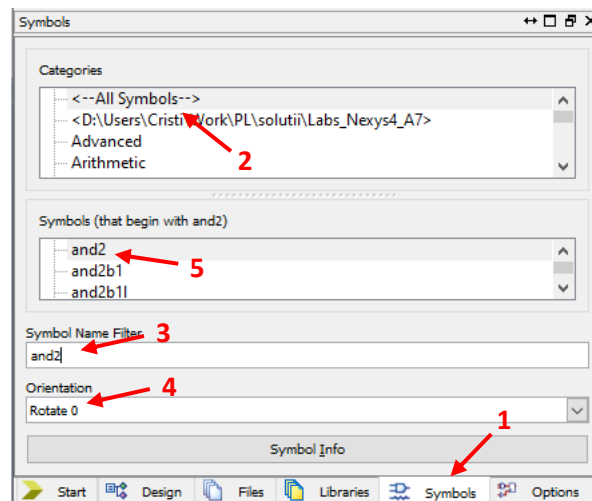 Symbols
Categories
<--All Symbols-->
<D:\Users\Cristi\Work\PL\solutii\Labs_Nexys4_A7>
Advanced
Arithmetic
2
Symbols (that begin with and2)
and2
and2b1
and2b1l
5
Symbol Name Filter
3
and2
Orientation
4
Rotate 0
1
Symbol Info
Start Design Files Libraries Symbols Options